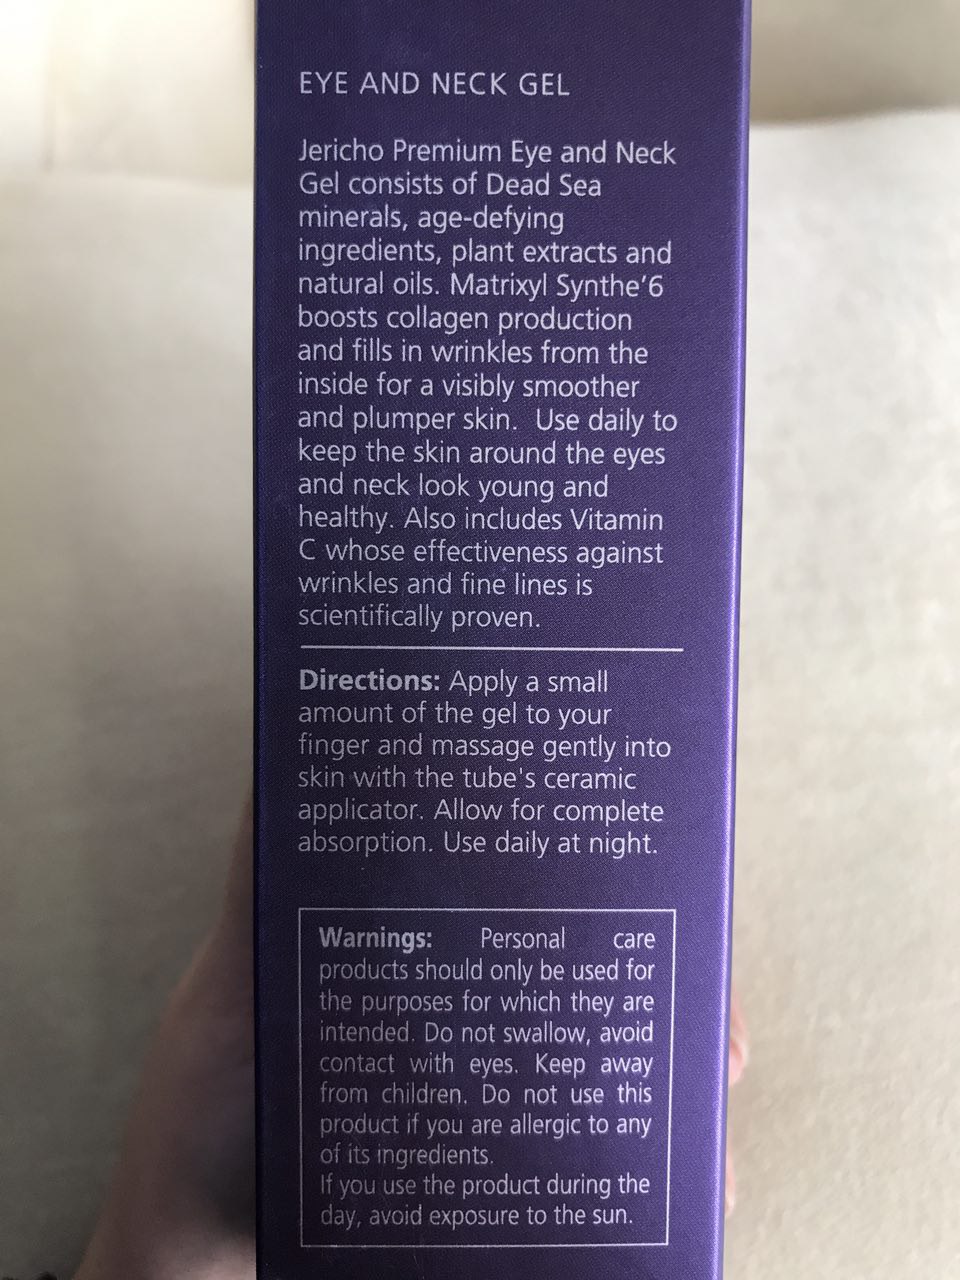 EYE AND NECK GEL
Jericho Premium Eye and Neck
Gel consists of Dead Sea
minerals, age-defying
ingredients, plant extracts and
natural oils. Matrixyl Synthe'6
boosts collagen production
and fills in wrinkles from the
inside for a visibly smoother
and plumper skin.  Use daily to
keep the skin around the eyes
and neck look young and
healthy. Also includes Vitamin
C whose effectiveness against
wrinkles and fine lines is
scientifically proven.
Directions: Apply a small
amount of the gel to your
finger and massage gently into
skin with the tube's ceramic
applicator. Allow for complete
absorption. Use daily at night.
Warnings: Personal care
products should only be used for
the purposes for which they are
intended. Do not swallow, avoid
contact with eyes. Keep away
from children. Do not use this
product if you are allergic to any
of its ingredients.
If you use the product during the
day, avoid exposure to the sun.